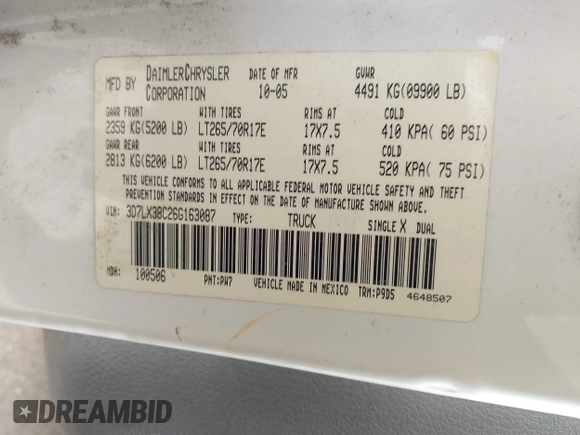 MFD BY DAIMLERCHRYSLER CORPORATION DATE OF MFR 10-05 GVWR 4491 KG(09900 LB)
GAWR FRONT WITH TIRES RIMS AT COLD
2359 KG(5200 LB) LT265/70R17E 17X7.5 410 KPA( 60 PSI)
GAWR REAR WITH TIRES RIMS AT COLD
2813 KG(6200 LB) LT265/70R17E 17X7.5 520 KPA( 75 PSI)
THIS VEHICLE CONFORMS TO ALL APPLICABLE FEDERAL MOTOR VEHICLE SAFETY AND THEFT
PREVENTION STANDARDS IN EFFECT ON THE DATE OF MANUFACTURE SHOWN ABOVE.
VIN: 3D7LX38C26G163087 TYPE: TRUCK SINGLE X DUAL
MDH: 100506 PNT:PW7 VEHICLE MADE IN MEXICO TRM:P9D5 4648507
DREAMBID